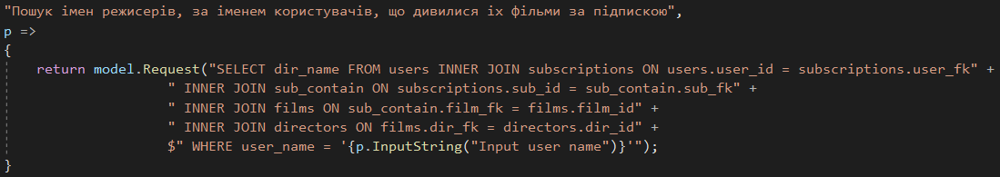 "Пошук імен режисерів, за іменем користувачів, що дивилися іх фільми за підпискою",
p =>
{
return model.Request("SELECT dir_name FROM users INNER JOIN subscriptions ON users.user_id = subscriptions.user_fk" +
" INNER JOIN sub_contain ON subscriptions.sub_id = sub_contain.sub_fk" +
" INNER JOIN films ON sub_contain.film_fk = films.film_id" +
" INNER JOIN directors ON films.dir_fk = directors.dir_id" +
$" WHERE user_name = '{p.InputString("Input user name")}'");
}